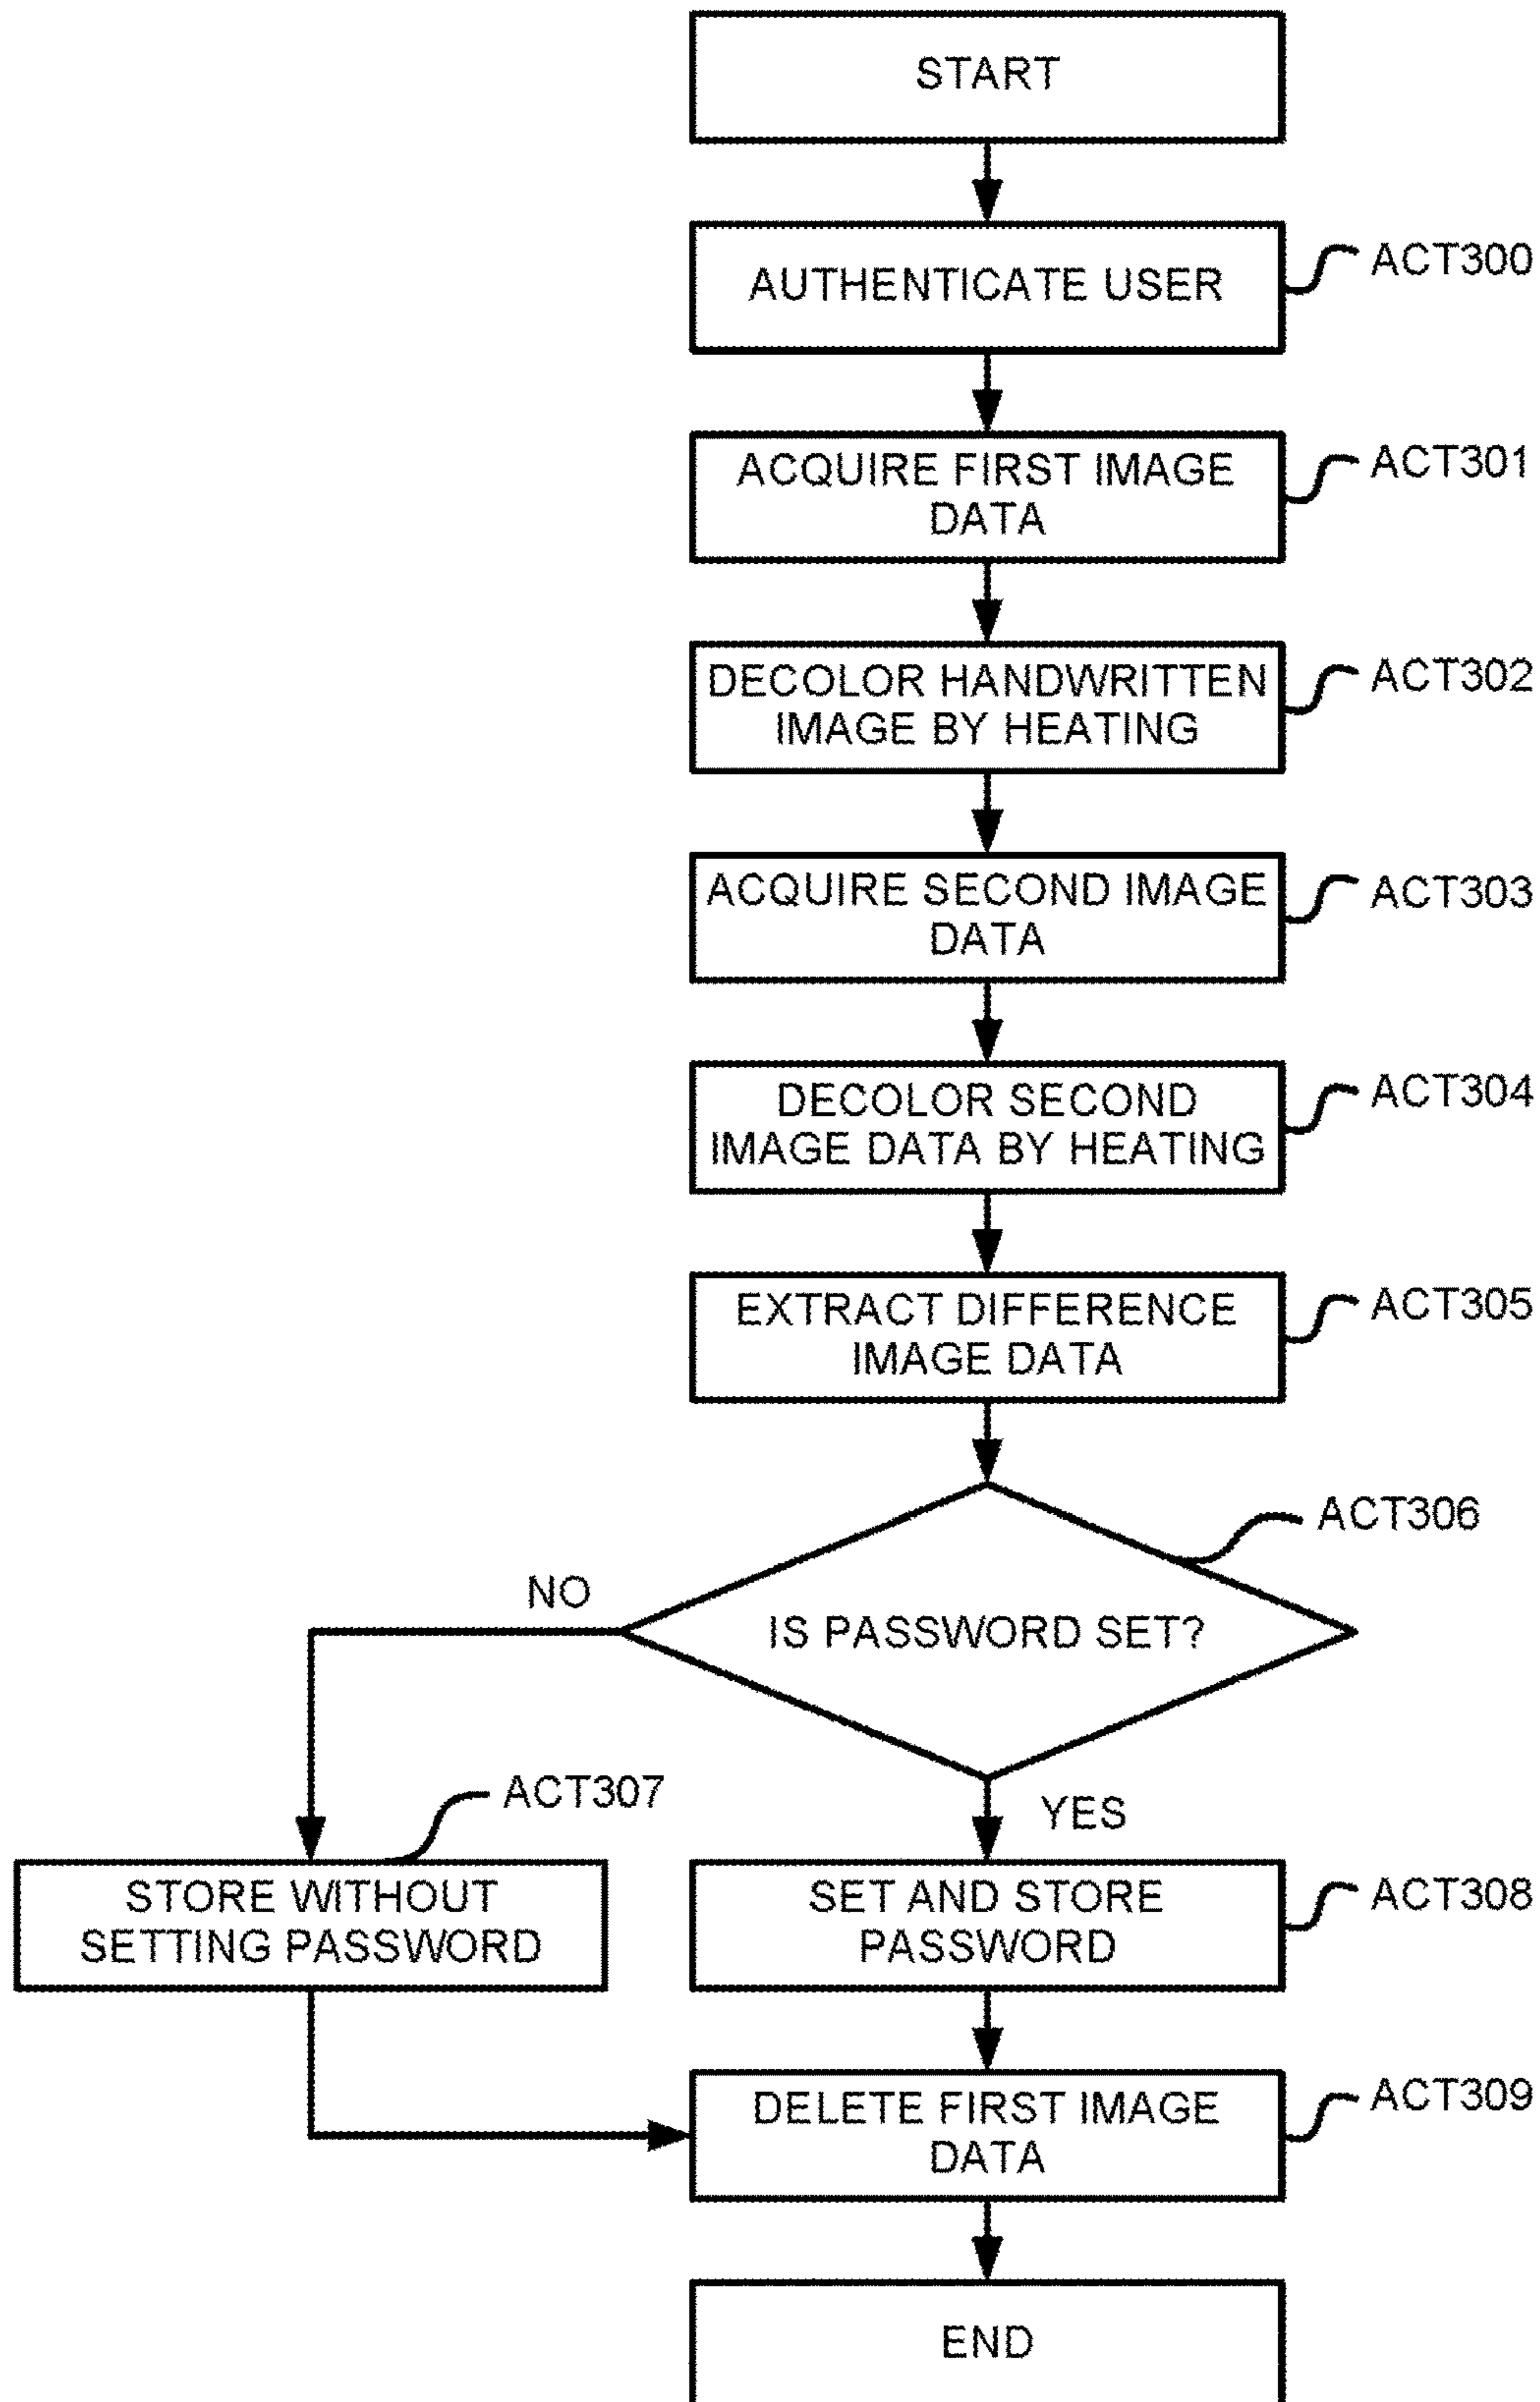 START
AUTHENTICATE USER
ACT300
ACQUIRE FIRST IMAGE
DATA
ACT301
DECOLOR HANDWRITTEN
IMAGE BY HEATING
ACT302
ACQUIRE SECOND IMAGE
DATA
ACT303
DECOLOR SECOND
IMAGE DATA BY HEATING
ACT304
EXTRACT DIFFERENCE
IMAGE DATA
ACT305
IS PASSWORD SET?
ACT306
NO
YES
STORE WITHOUT
SETTING PASSWORD
ACT307
SET AND STORE
PASSWORD
ACT308
DELETE FIRST IMAGE
DATA
ACT309
END